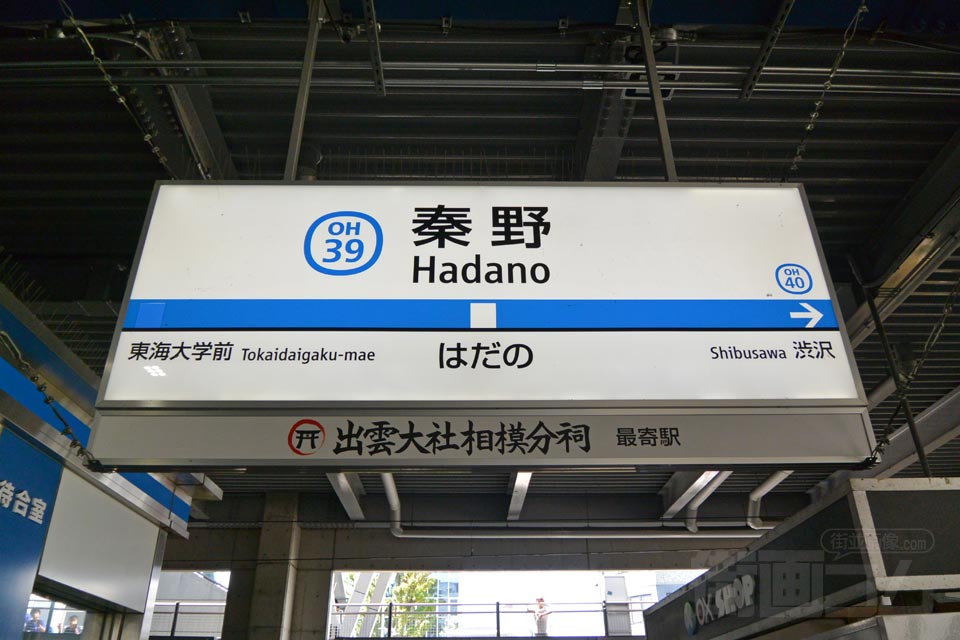 OH
39
秦野
Hadano
OH
40
東海大学前 Tokaidaigaku-mae
はだの
Shibusawa 渋沢
出雲大社相模分祠 最寄駅
待合室
OX SHOP